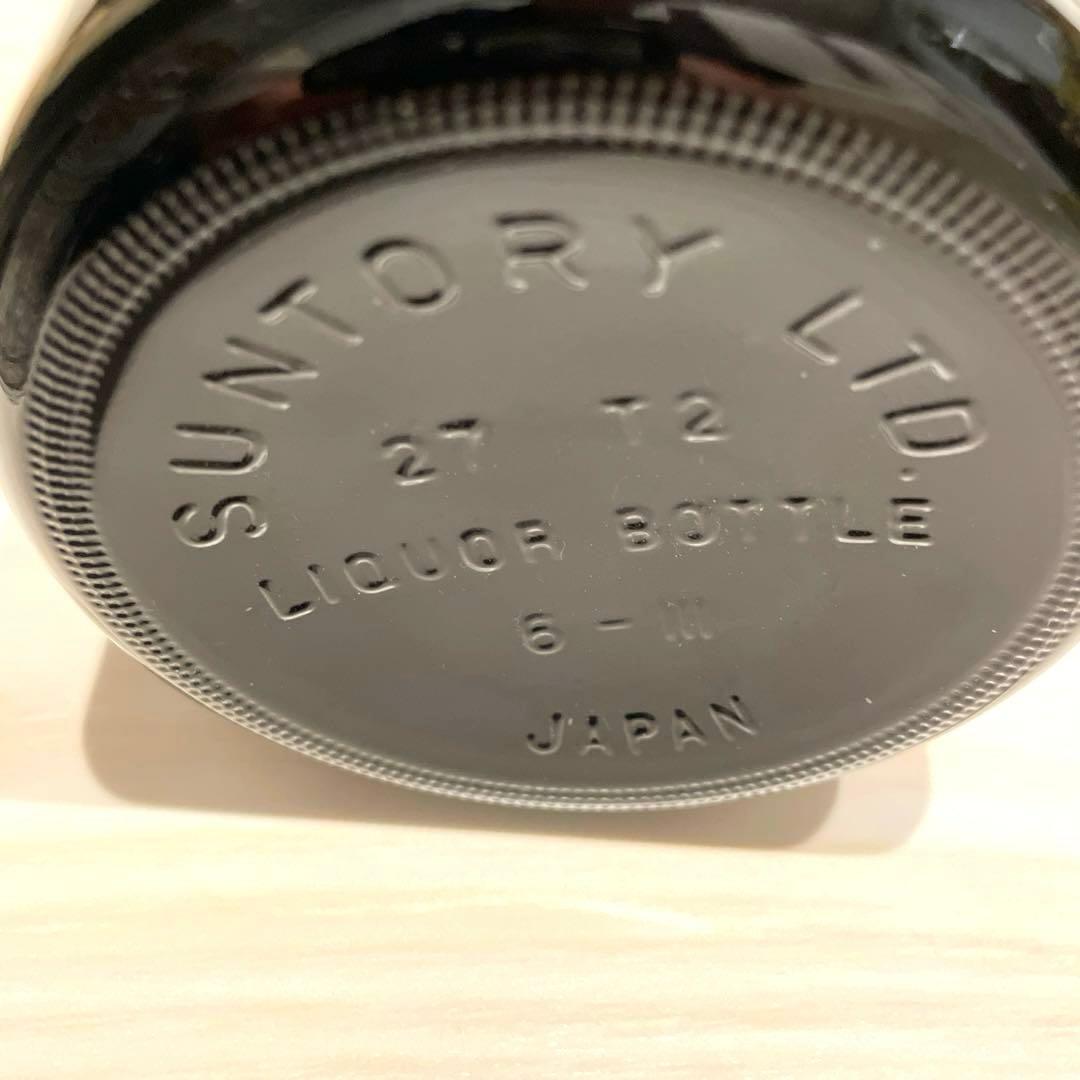 SUNTORY LTD.
27 T2
LIQUOR BOTTLE
6-III
JAPAN